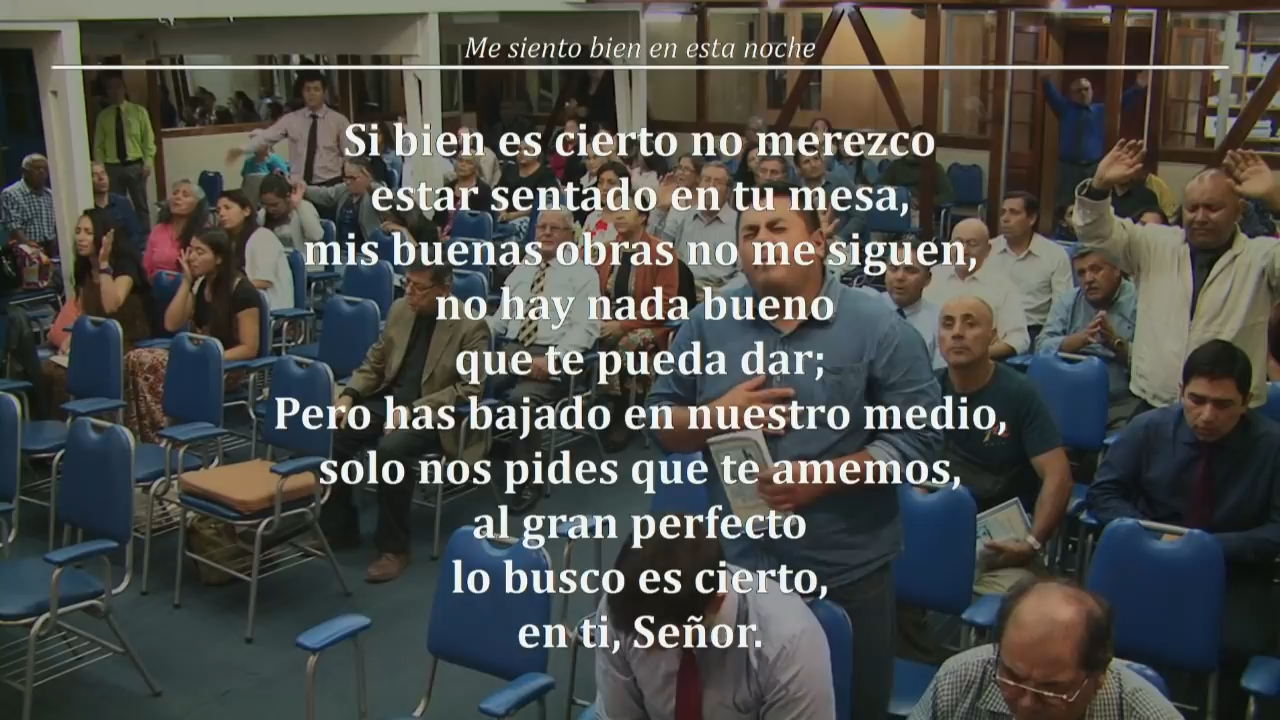 Me siento bien en esta noche
Si bien es cierto no merezco
estar sentado en tu mesa,
mis buenas obras no me siguen,
no hay nada bueno
que te pueda dar;
Pero has bajado en nuestro medio,
solo nos pides que te amemos,
al gran perfecto
lo busco es cierto,
en ti, Señor.